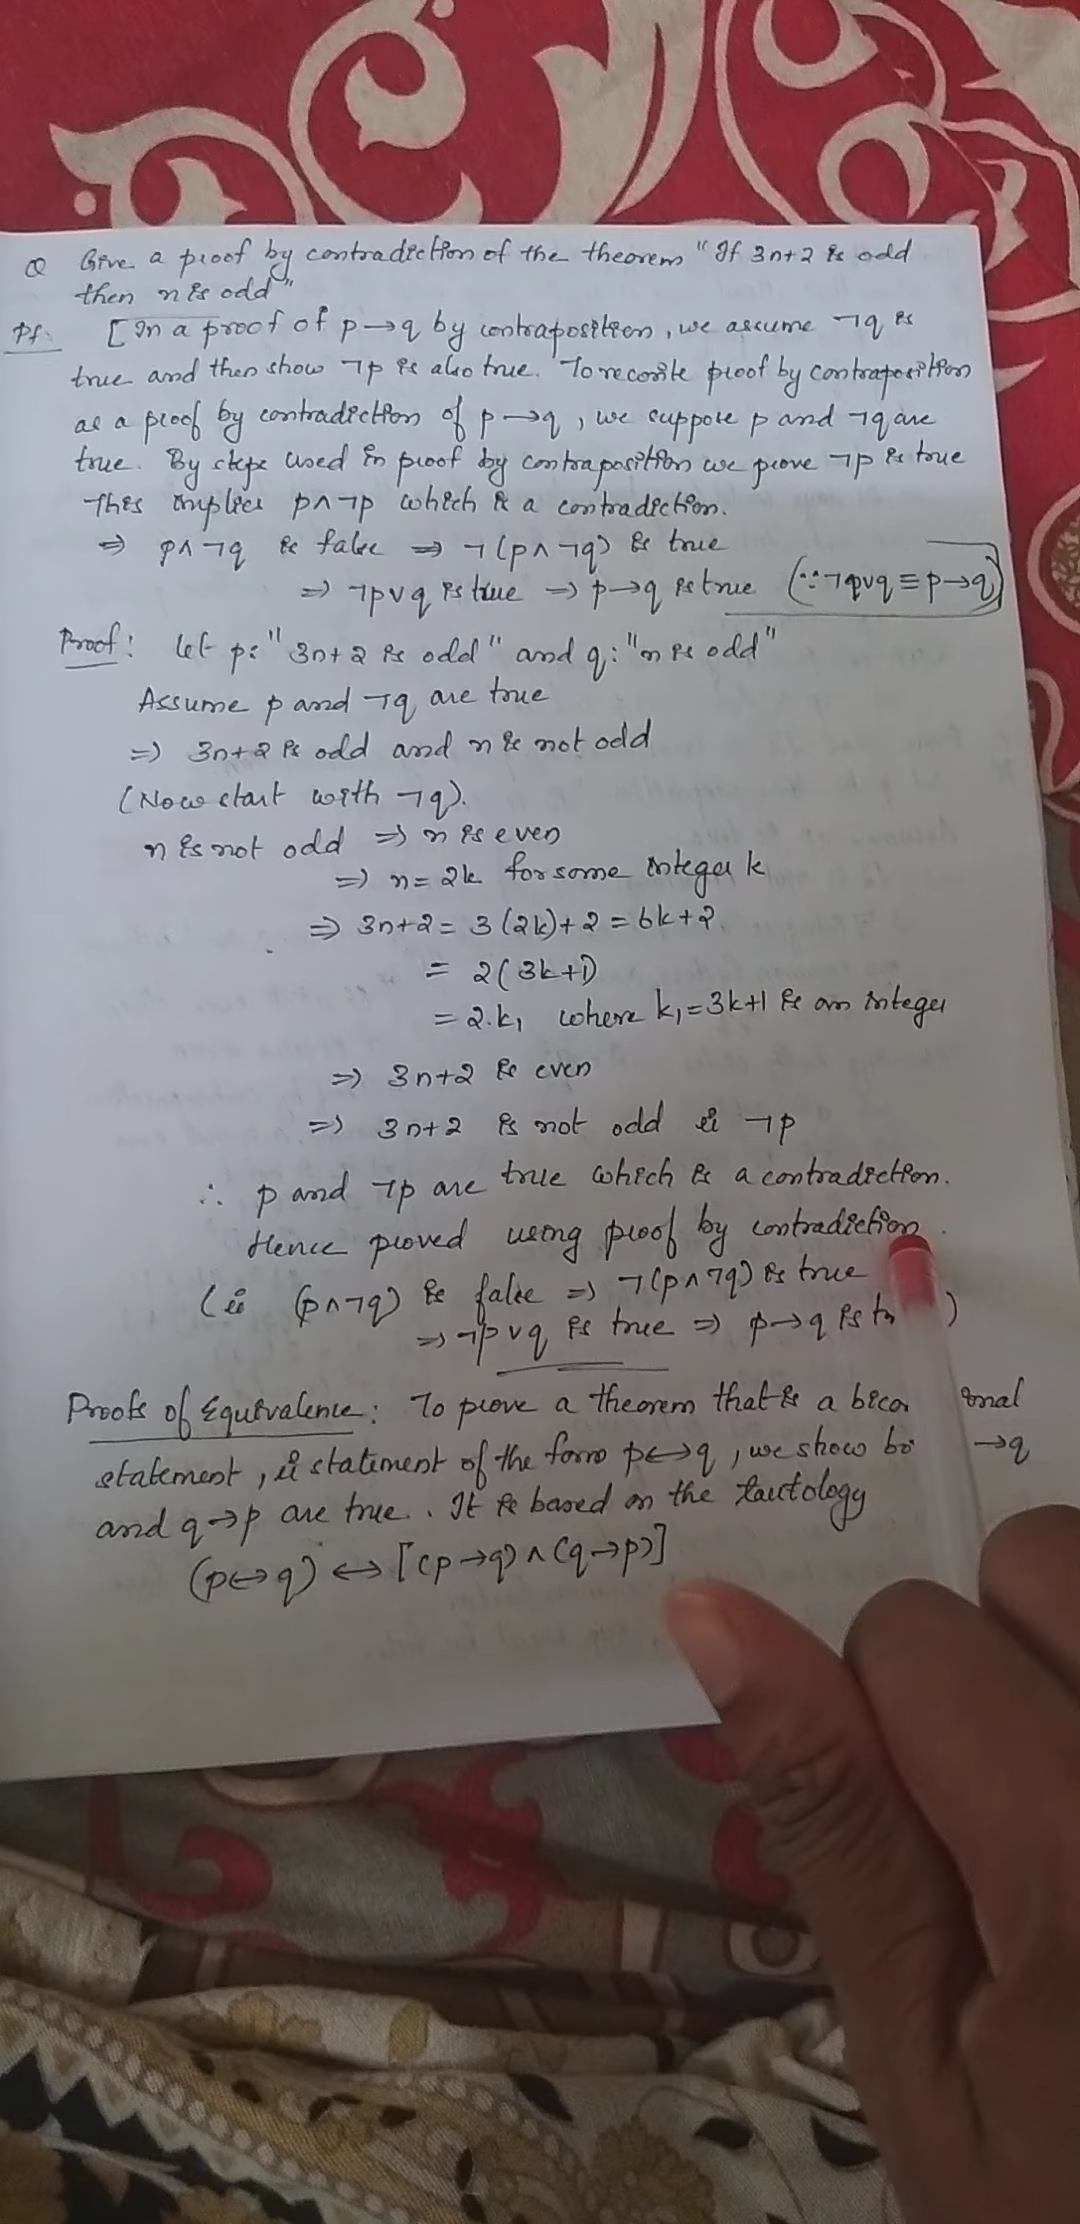 Q Give a proof by contradiction of the theorem "If 3n+2 is odd
then n is odd"
Pf. [In a proof of p→q by contraposition, we assume ¬q is
true and then show ¬p is also true. To rewrite proof by contraposition
as a proof by contradiction of p→q, we suppose p and ¬q are
true. By steps used in proof by contraposition we prove ¬p is true
This implies p∧¬p which is a contradiction.
⇒ p∧¬q is false ⇒ ¬(p∧¬q) is true
⇒ ¬p∨q is true ⇒ p→q is true (∵ ¬p∨q ≡ p→q)]
Proof: let p: "3n+2 is odd" and q: "n is odd"
Assume p and ¬q are true
⇒ 3n+2 is odd and n is not odd
(Now start with ¬q).
n is not odd ⇒ n is even
⇒ n = 2k for some integer k
⇒ 3n+2 = 3(2k)+2 = 6k+2
= 2(3k+1)
= 2.k₁ where k₁=3k+1 is an integer
⇒ 3n+2 is even
⇒ 3n+2 is not odd ie ¬p
∴ p and ¬p are true which is a contradiction.
Hence proved using proof by contradiction.
(ie (p∧¬q) is false ⇒ ¬(p∧¬q) is true
⇒ ¬p∨q is true ⇒ p→q is )
Proofs of Equivalence: To prove a theorem that is a
statement, ie statement of the form p↔q, we show →q
and q→p are true. It is based on the tautology
(p↔q) ↔ [(p→q)∧(q→p)]